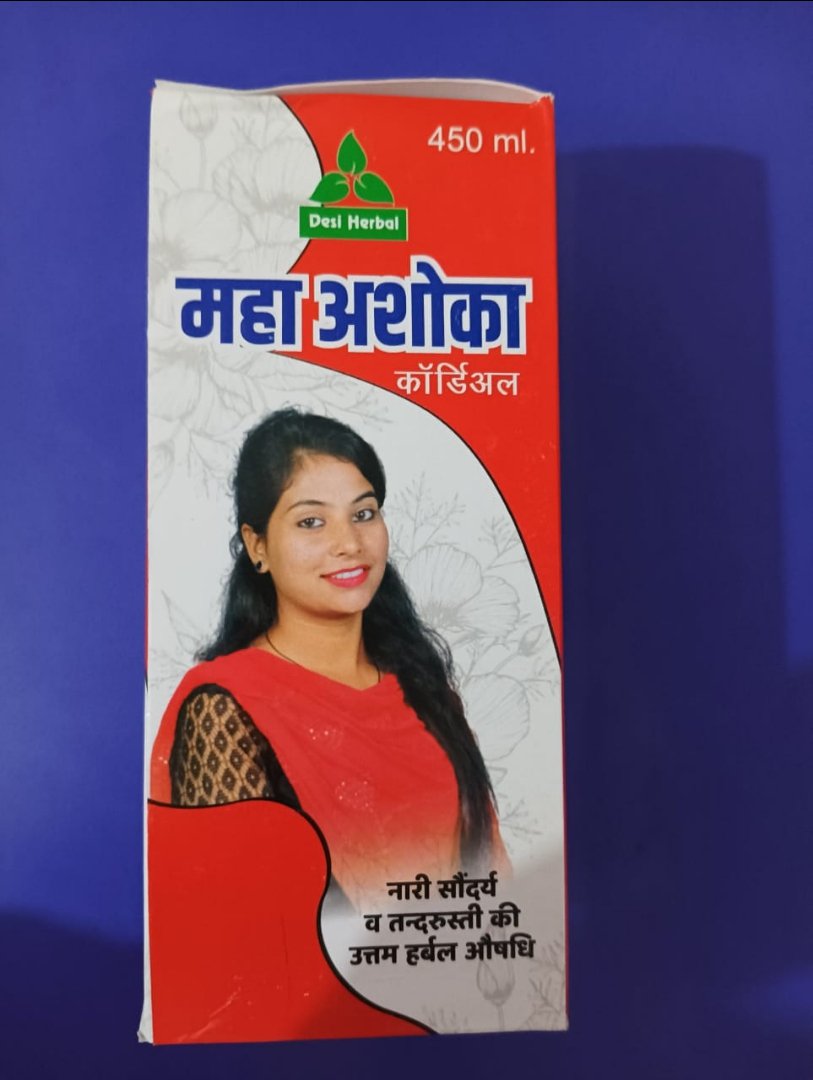 450 ml.
Desi Herbal
महा अशोका
कॉर्डिअल
नारी सौंदर्य
व तन्दरुस्ती की
उत्तम हर्बल औषधि